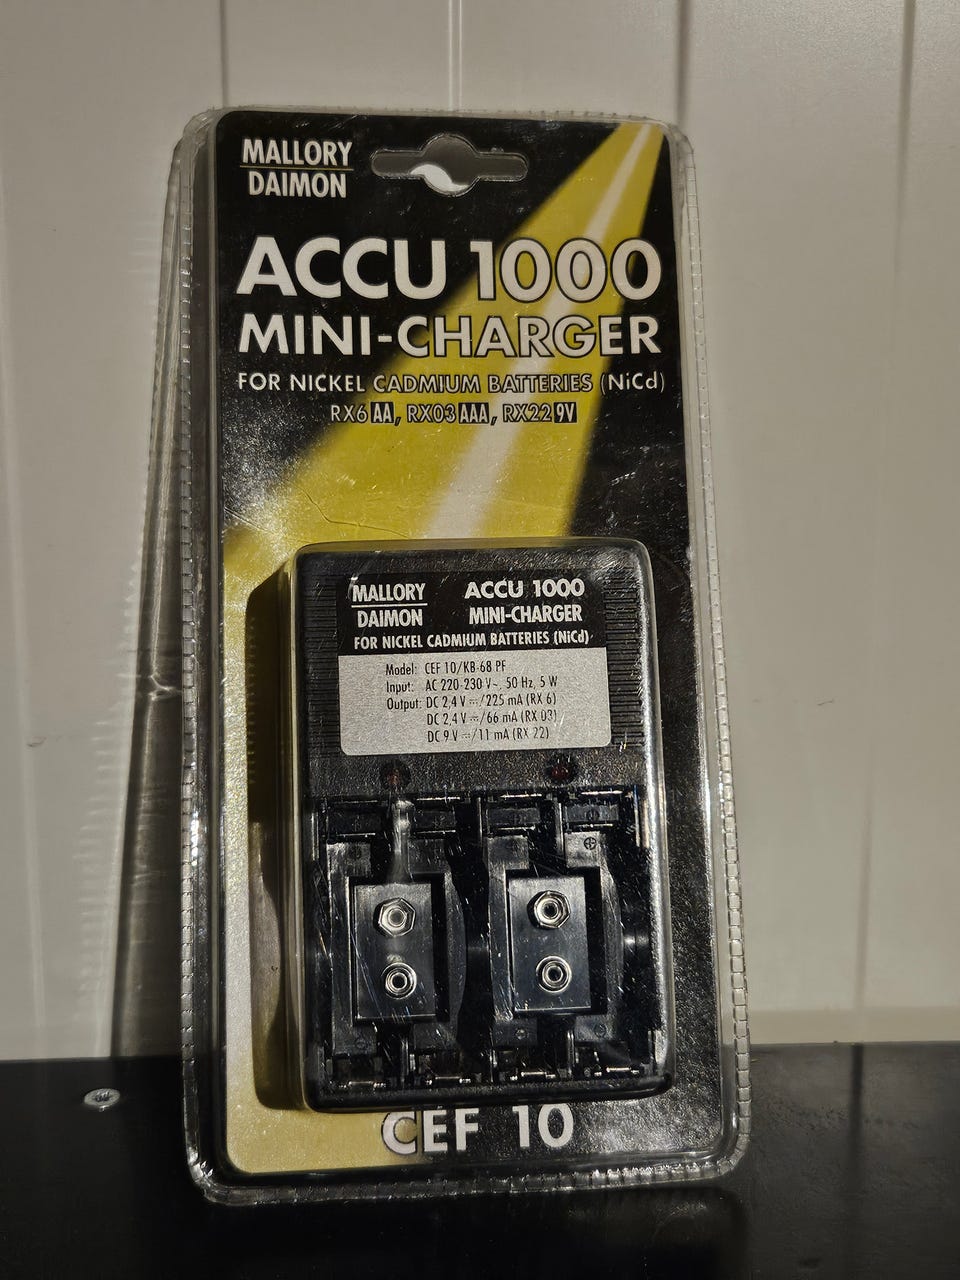 MALLORY
DAIMON
ACCU 1000
MINI-CHARGER
FOR NICKEL CADMIUM BATTERIES (NiCd)
RX6 AA, RX03 AAA, RX22 9V
MALLORY
DAIMON
ACCU 1000
MINI-CHARGER
FOR NICKEL CADMIUM BATTERIES (NiCd)
Model: CEF 10/KB-68 PF
Input: AC 220-230 V~, 50 Hz, 5 W
Output: DC 2,4 V ⎓/225 mA (RX 6)
DC 2,4 V ⎓/66 mA (RX 03)
DC 9 V ⎓/11 mA (RX 22)
CEF 10